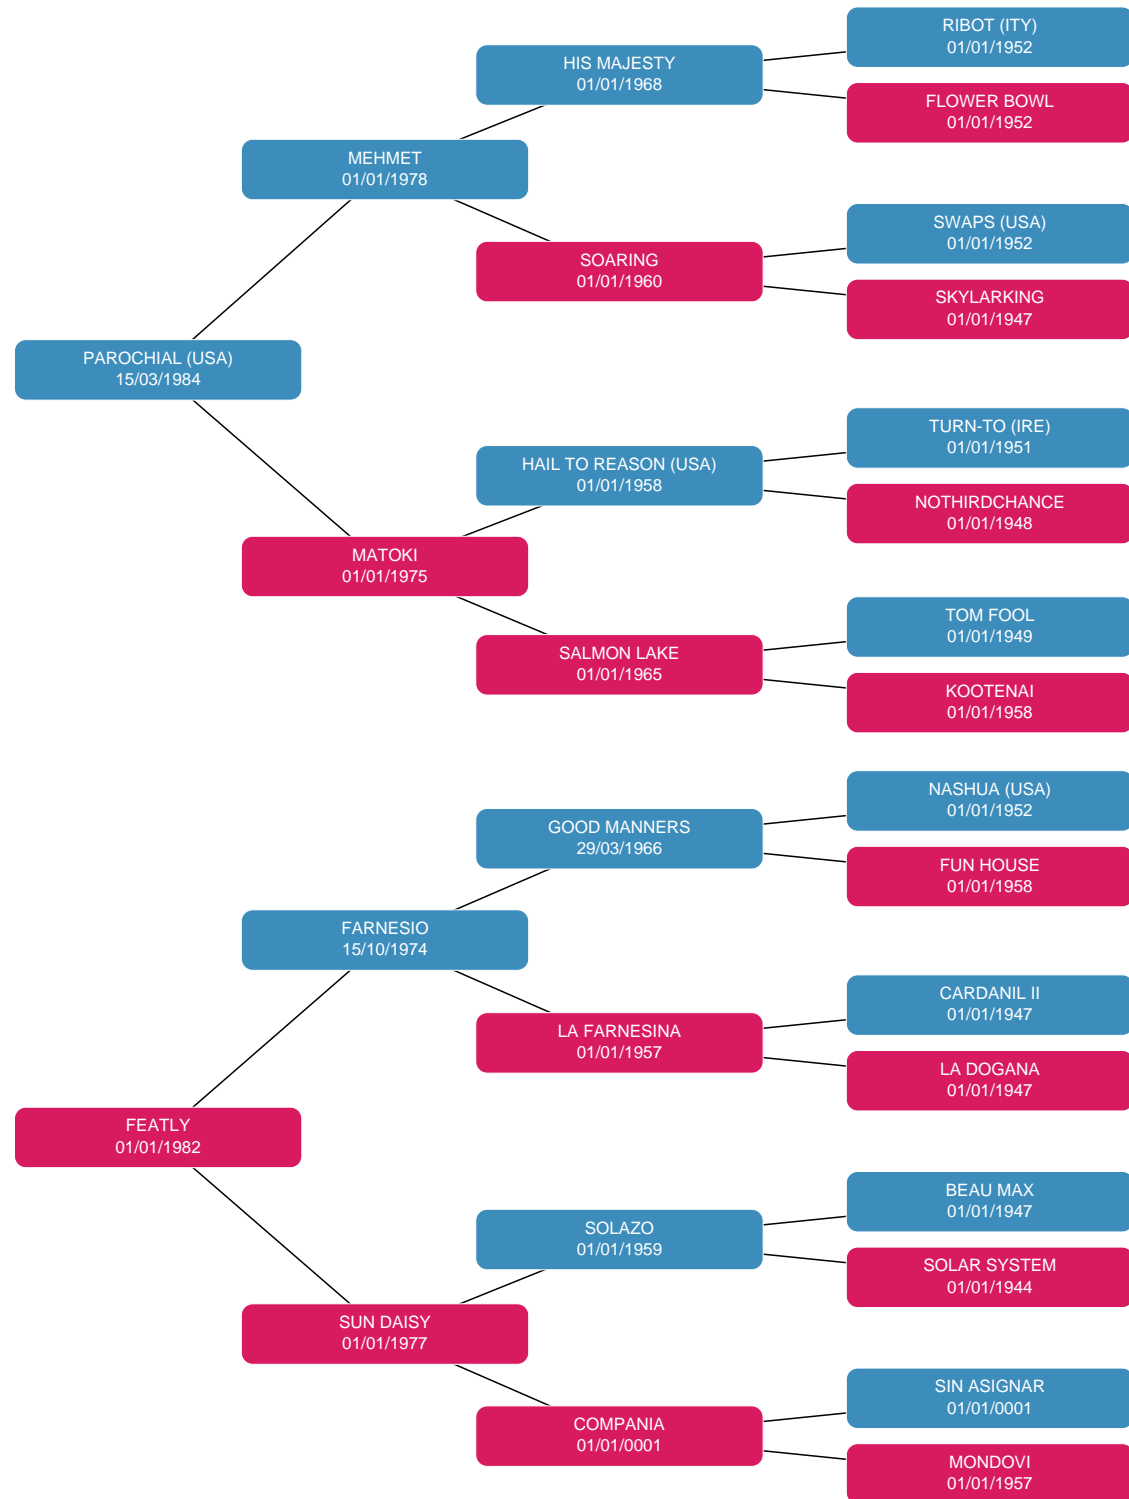 RIBOT (ITY)
01/01/1952
HIS MAJESTY
01/01/1968
FLOWER BOWL
01/01/1952
MEHMET
01/01/1978
SWAPS (USA)
01/01/1952
SOARING
01/01/1960
SKYLARKING
01/01/1947
PAROCHIAL (USA)
15/03/1984
TURN-TO (IRE)
01/01/1951
HAIL TO REASON (USA)
01/01/1958
NOTHIRDCHANCE
01/01/1948
MATOKI
01/01/1975
TOM FOOL
01/01/1949
SALMON LAKE
01/01/1965
KOOTENAI
01/01/1958
NASHUA (USA)
01/01/1952
GOOD MANNERS
29/03/1966
FUN HOUSE
01/01/1958
FARNESIO
15/10/1974
CARDANIL II
01/01/1947
LA FARNESINA
01/01/1957
LA DOGANA
01/01/1947
FEATLY
01/01/1982
BEAU MAX
01/01/1947
SOLAZO
01/01/1959
SOLAR SYSTEM
01/01/1944
SUN DAISY
01/01/1977
SIN ASIGNAR
01/01/0001
COMPANIA
01/01/0001
MONDOVI
01/01/1957